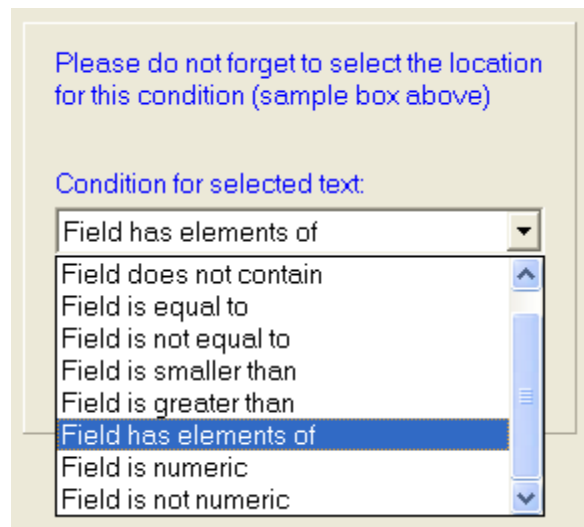 Please do not forget to select the location
for this condition (sample box above)
Condition for selected text:
Field has elements of
Field does not contain
Field is equal to
Field is not equal to
Field is smaller than
Field is greater than
Field has elements of
Field is numeric
Field is not numeric